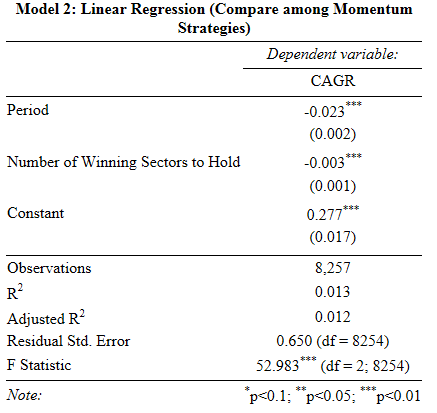 Model 2: Linear Regression (Compare among Momentum
Strategies)
Dependent variable:
CAGR
Period -0.023***
(0.002)
Number of Winning Sectors to Hold -0.003***
(0.001)
Constant 0.277***
(0.017)
Observations 8,257
R2 0.013
Adjusted R2 0.012
Residual Std. Error 0.650 (df = 8254)
F Statistic 52.983*** (df = 2; 8254)
Note: *p<0.1; **p<0.05; ***p<0.01